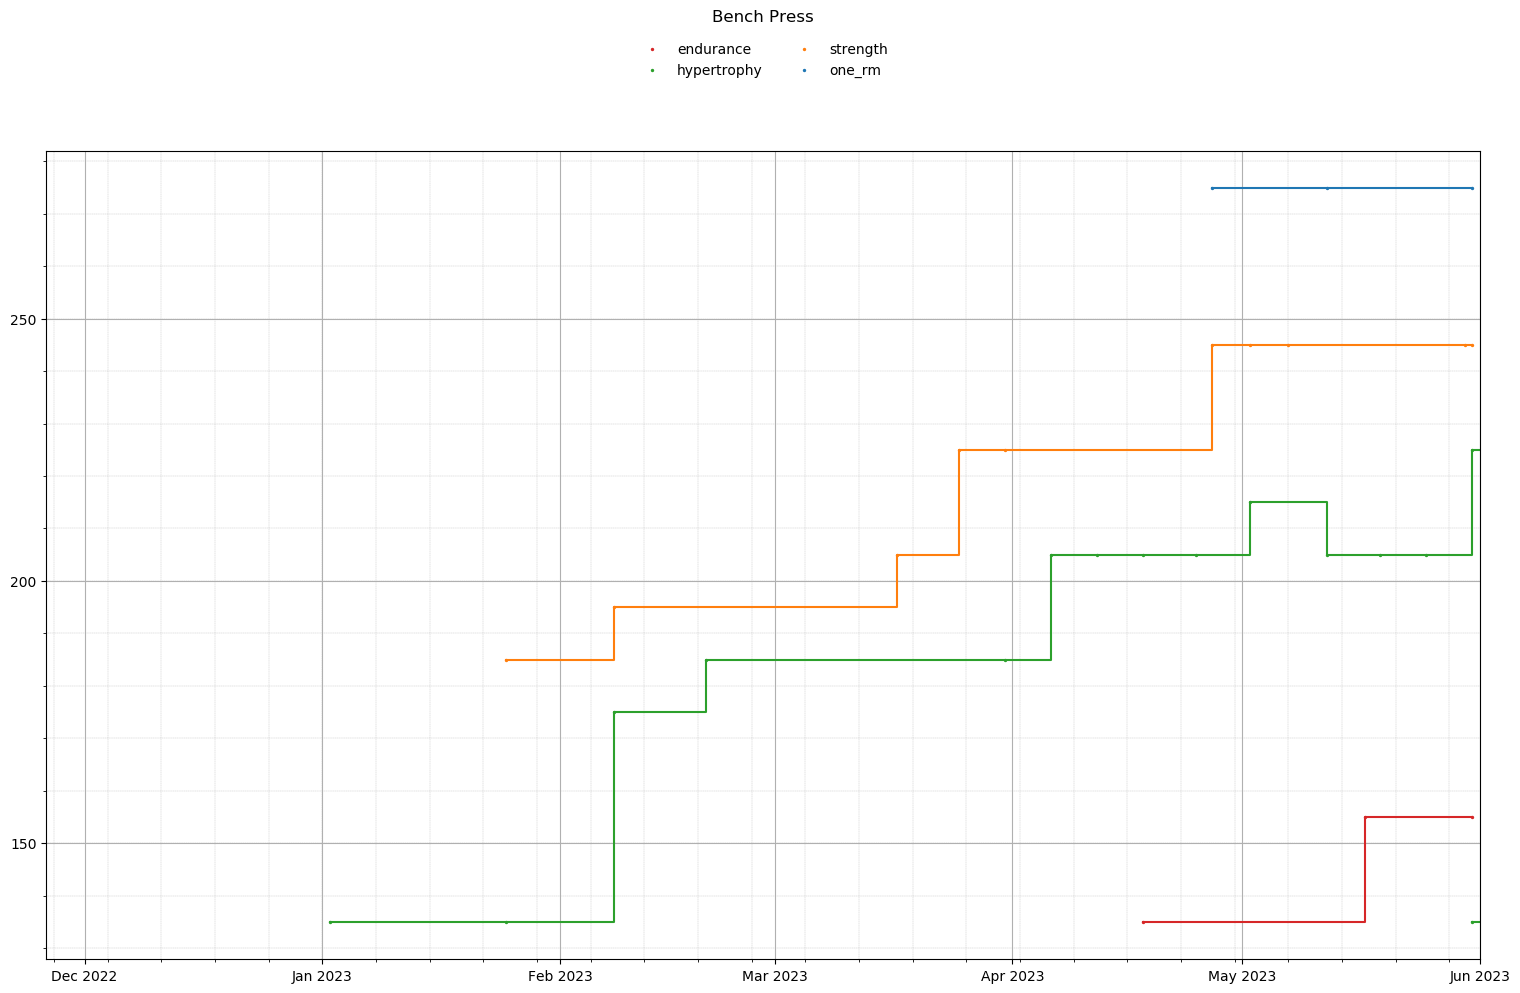 Bench Press
endurance strength
hypertrophy one_rm
250
200
150
Dec 2022 Jan 2023 Feb 2023 Mar 2023 Apr 2023 May 2023 Jun 2023